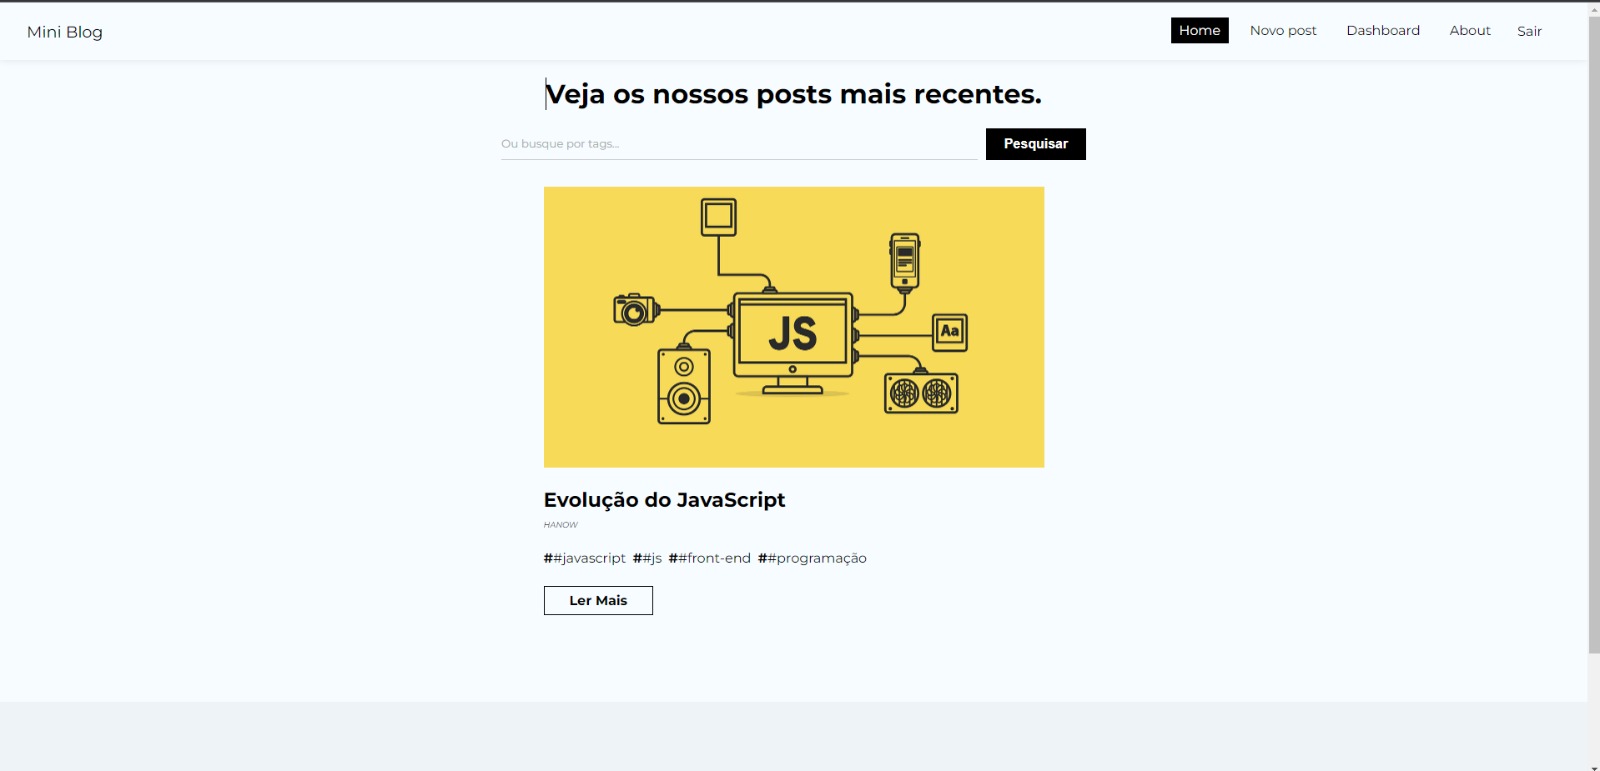 Mini Blog
Home Novo post Dashboard About Sair
Veja os nossos posts mais recentes.
Ou busque por tags... Pesquisar
JS
Aa
Evolução do JavaScript
HANOW
##javascript ##js ##front-end ##programação
Ler Mais